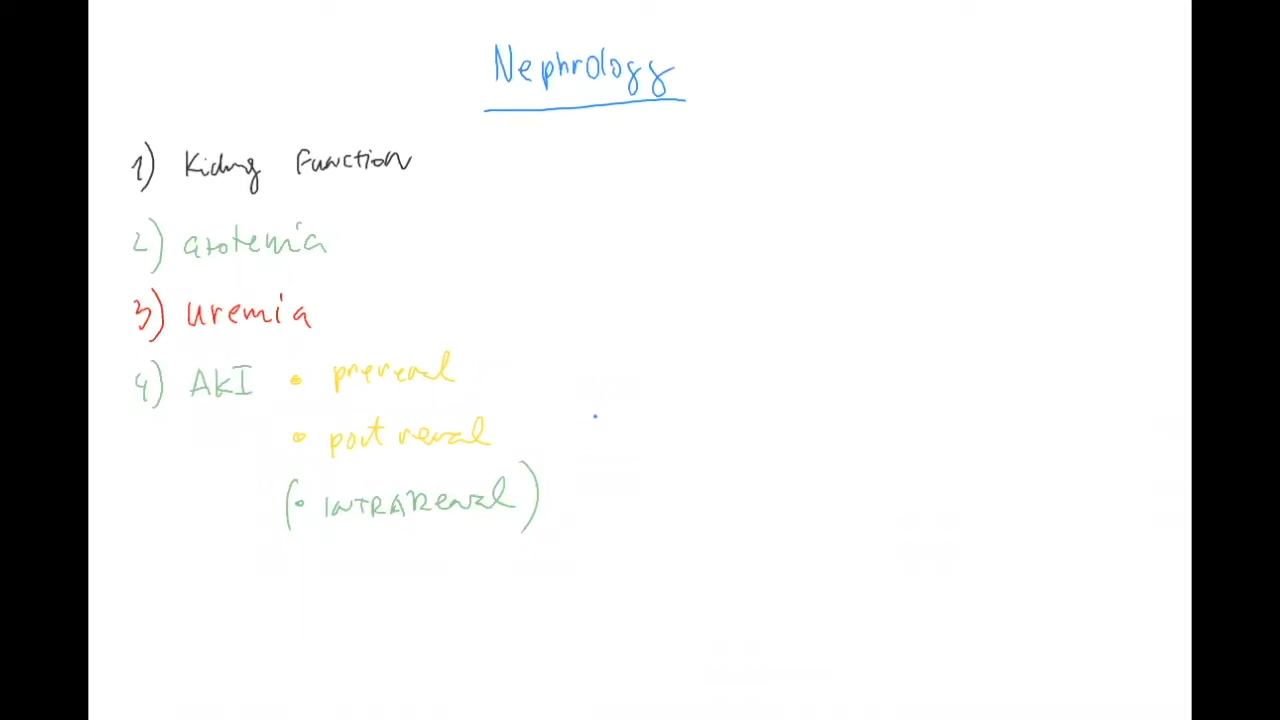 Nephrology
1) Kidney Function
2) azotemia
3) uremia
4) AKI • prerenal
• post renal
(• INTRARenal)